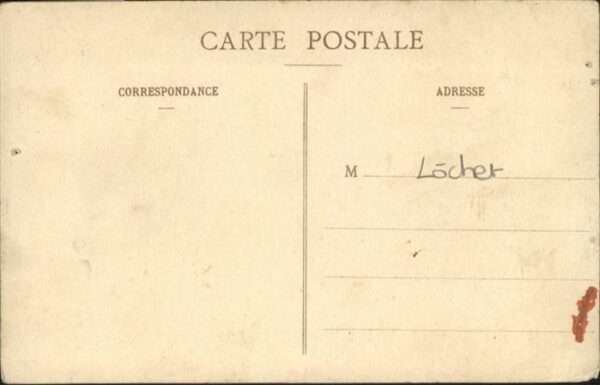 CARTE POSTALE
CORRESPONDANCE
ADRESSE
M Löcher